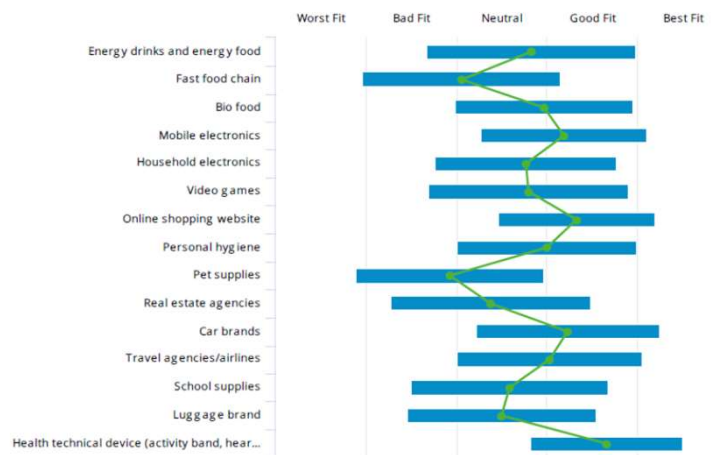 Worst Fit Bad Fit Neutral Good Fit Best Fit
Energy drinks and energy food
Fast food chain
Bio food
Mobile electronics
Household electronics
Video games
Online shopping website
Personal hygiene
Pet supplies
Real estate agencies
Car brands
Travel agencies/airlines
School supplies
Luggage brand
Health technical device (activity band, hear...